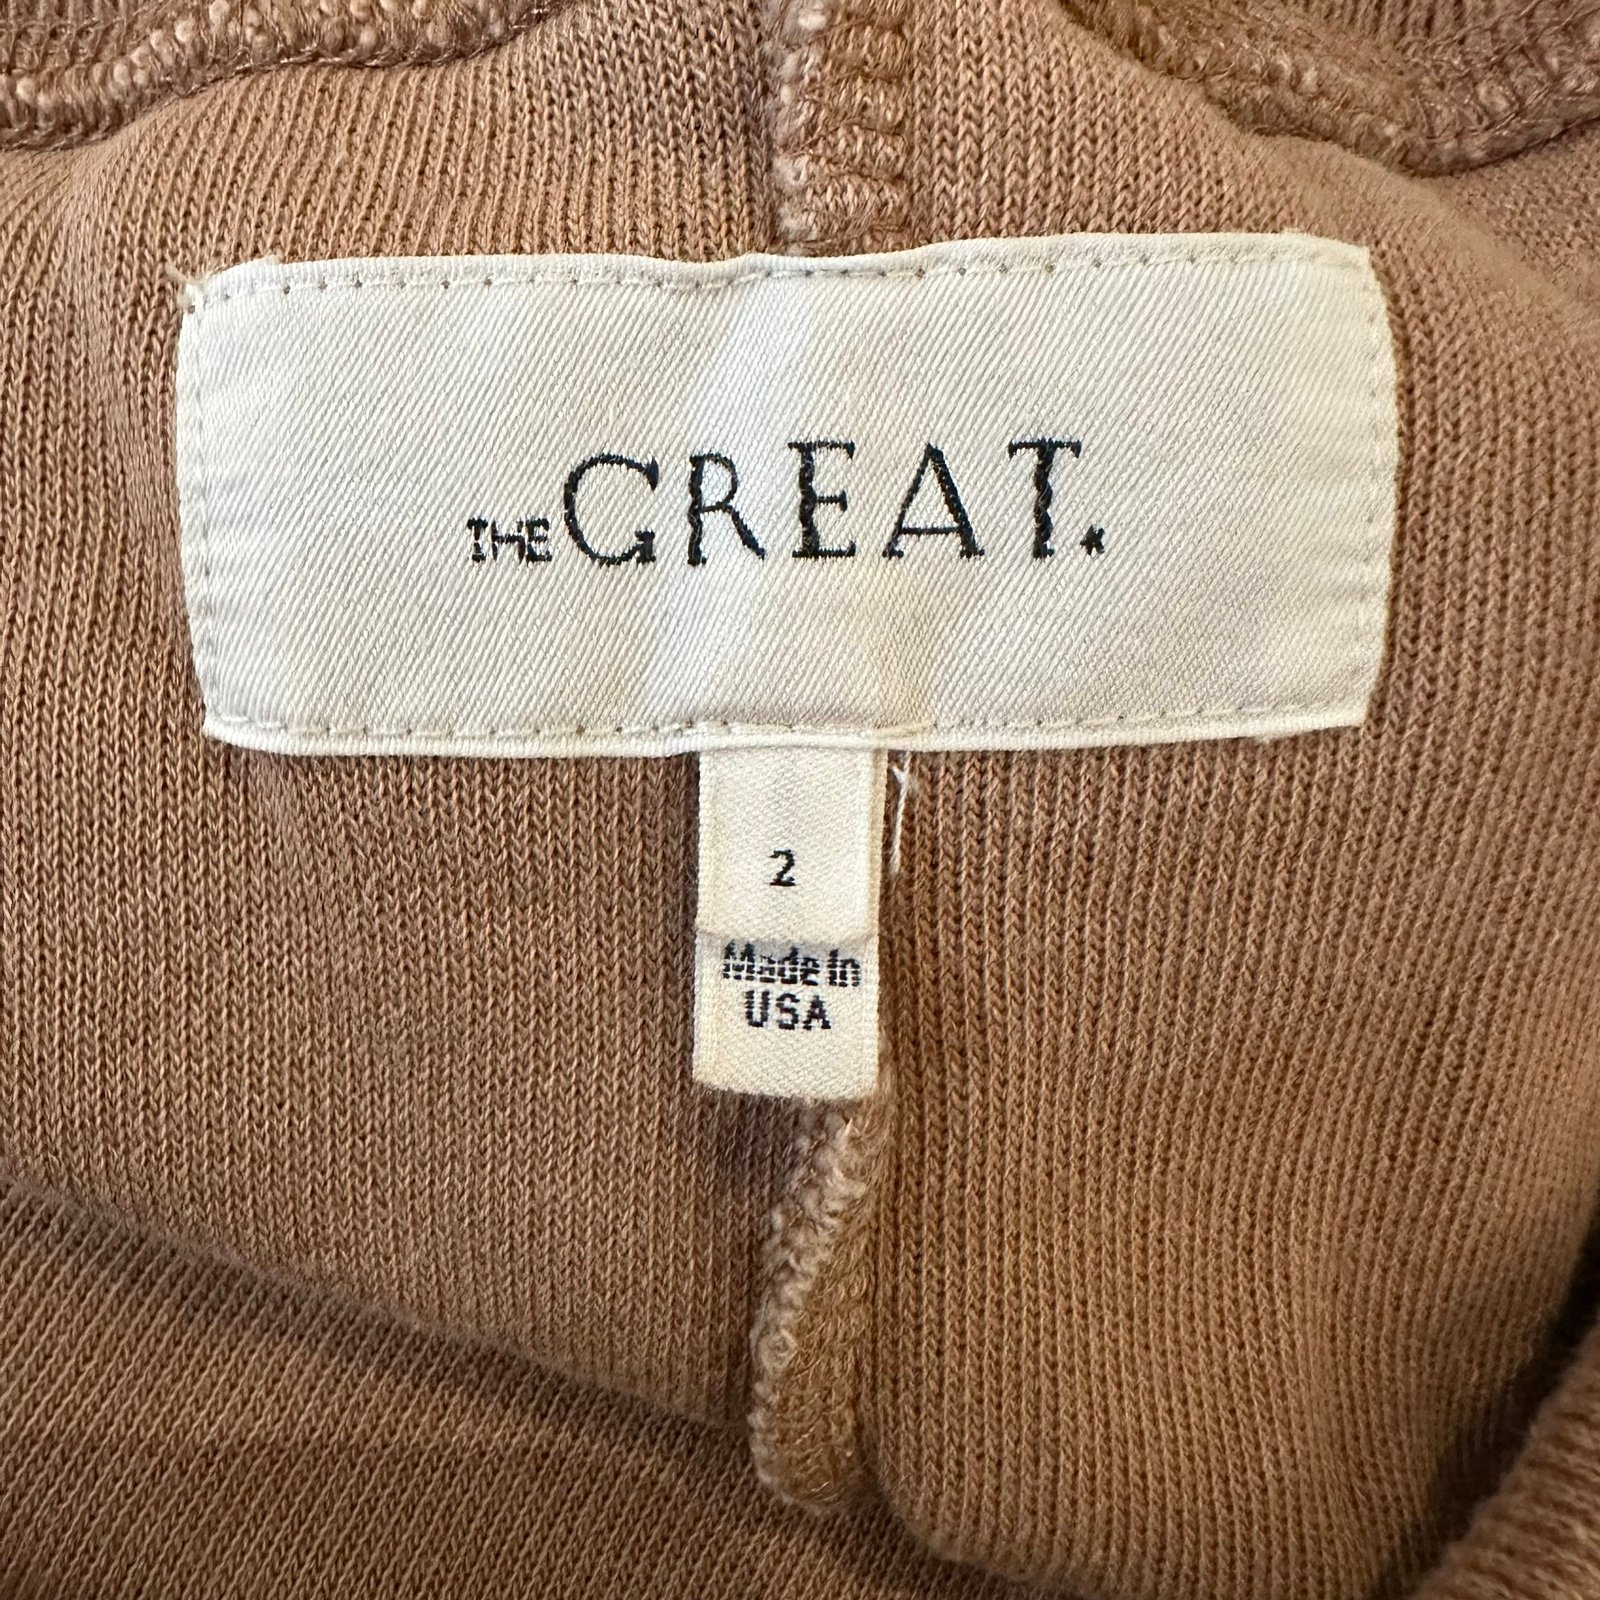 THE GREAT.*
2
Made In
USA